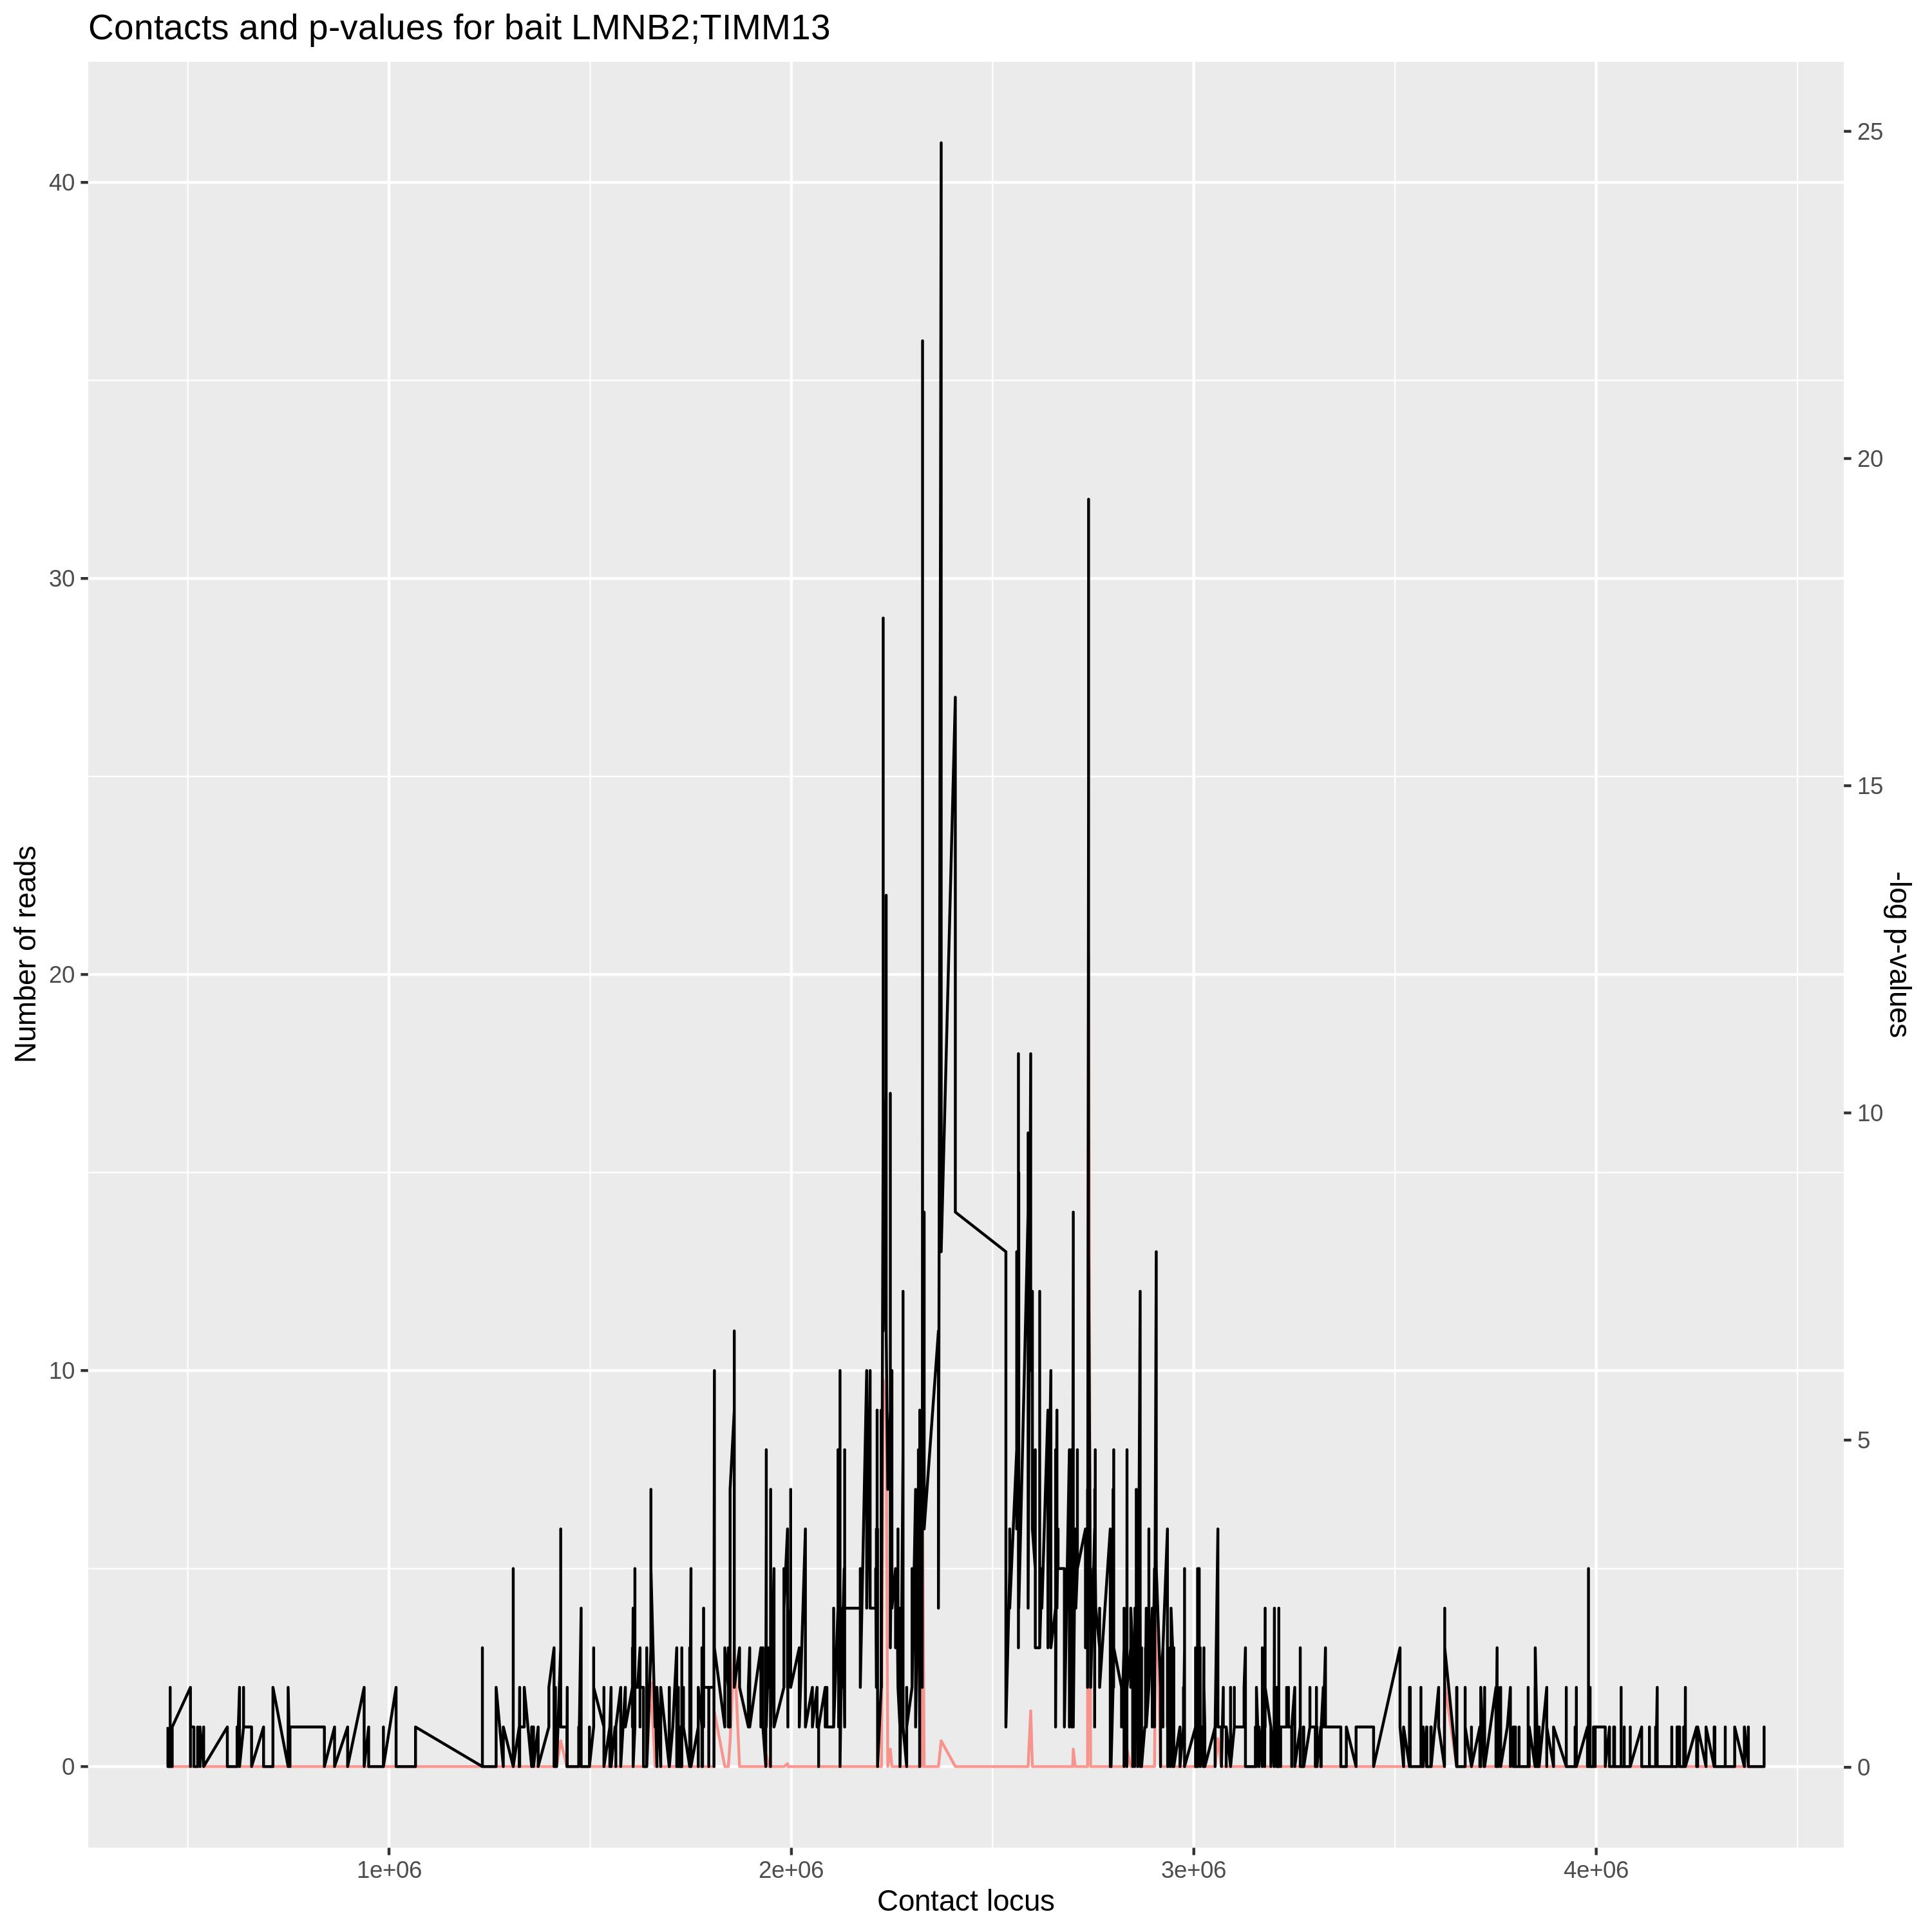 Contacts and p-values for bait LMNB2;TIMM13
40
30
20
10
0
Number of reads
25
20
15
10
5
0
-log p-values
1e+06
2e+06
3e+06
4e+06
Contact locus